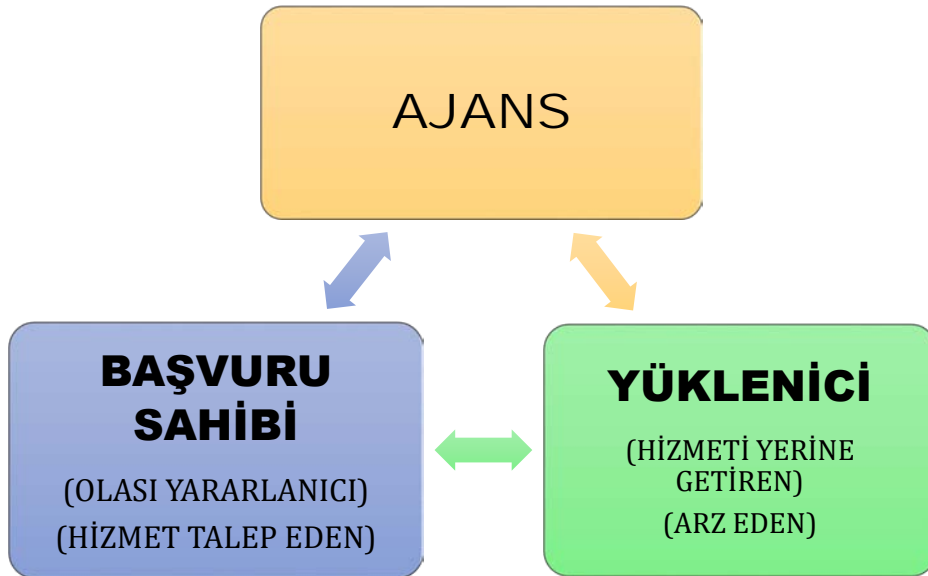 AJANS
BAŞVURU
SAHİBİ
(OLASI YARARLANICI)
(HİZMET TALEP EDEN)
YÜKLENİCİ
(HİZMETİ YERİNE
GETİREN)
(ARZ EDEN)